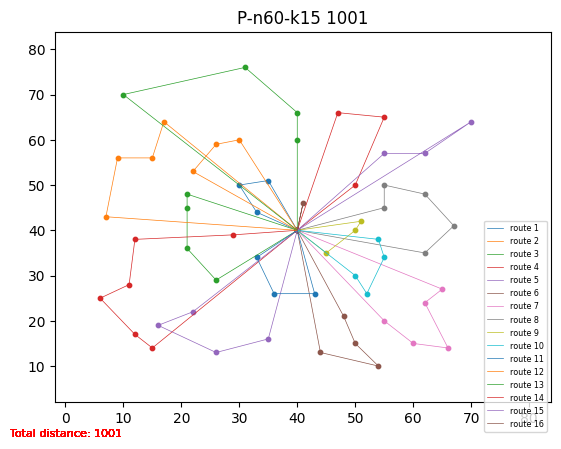 P-n60-k15 1001
80
70
60
50
40
30
20
10
0
10
20
30
40
50
60
70
80
route 1
route 2
route 3
route 4
route 5
route 6
route 7
route 8
route 9
route 10
route 11
route 12
route 13
route 14
route 15
route 16
Total distance: 1001